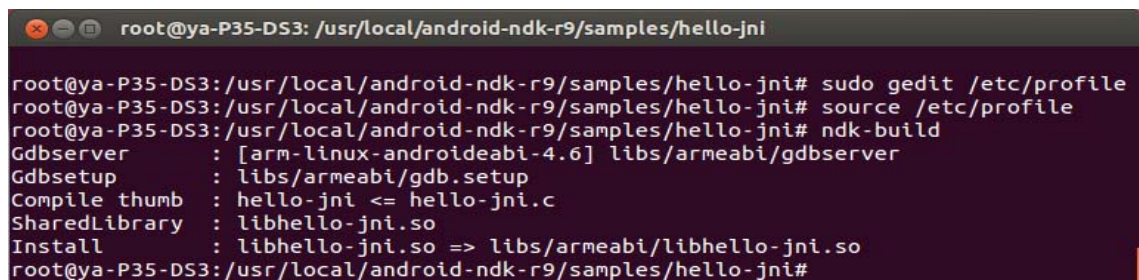 root@ya-P35-DS3: /usr/local/android-ndk-r9/samples/hello-jni
root@ya-P35-DS3:/usr/local/android-ndk-r9/samples/hello-jni# sudo gedit /etc/profile
root@ya-P35-DS3:/usr/local/android-ndk-r9/samples/hello-jni# source /etc/profile
root@ya-P35-DS3:/usr/local/android-ndk-r9/samples/hello-jni# ndk-build
Gdbserver      : [arm-linux-androideabi-4.6] libs/armeabi/gdbserver
Gdbsetup       : libs/armeabi/gdb.setup
Compile thumb  : hello-jni <= hello-jni.c
SharedLibrary  : libhello-jni.so
Install        : libhello-jni.so => libs/armeabi/libhello-jni.so
root@ya-P35-DS3:/usr/local/android-ndk-r9/samples/hello-jni#